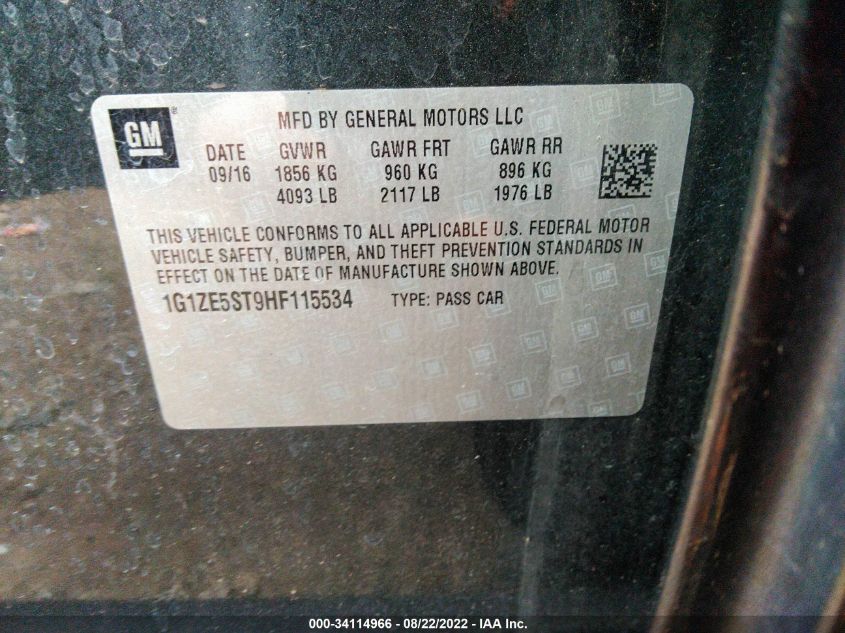 GM ®
MFD BY GENERAL MOTORS LLC
DATE GVWR GAWR FRT GAWR RR
09/16 1856 KG 960 KG 896 KG
4093 LB 2117 LB 1976 LB
THIS VEHICLE CONFORMS TO ALL APPLICABLE U.S. FEDERAL MOTOR
VEHICLE SAFETY, BUMPER, AND THEFT PREVENTION STANDARDS IN
EFFECT ON THE DATE OF MANUFACTURE SHOWN ABOVE.
1G1ZE5ST9HF115534 TYPE: PASS CAR
000-34114966 - 08/22/2022 - IAA Inc.